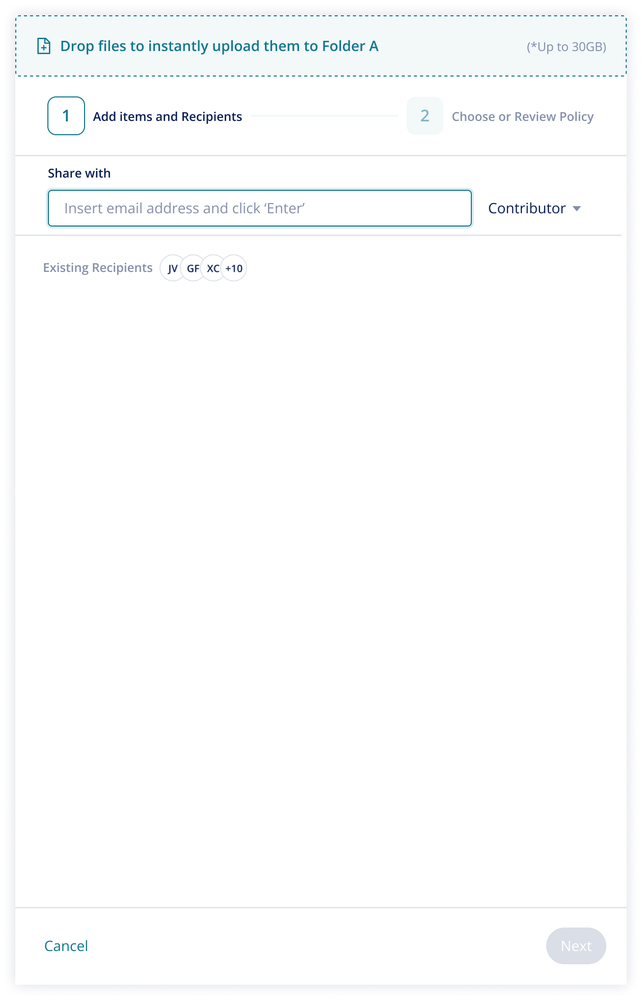 Drop files to instantly upload them to Folder A
(*Up to 30GB)
1 Add items and Recipients
2 Choose or Review Policy
Share with
Insert email address and click ‘Enter’
Contributor
Existing Recipients JV GF XC +10
Cancel
Next